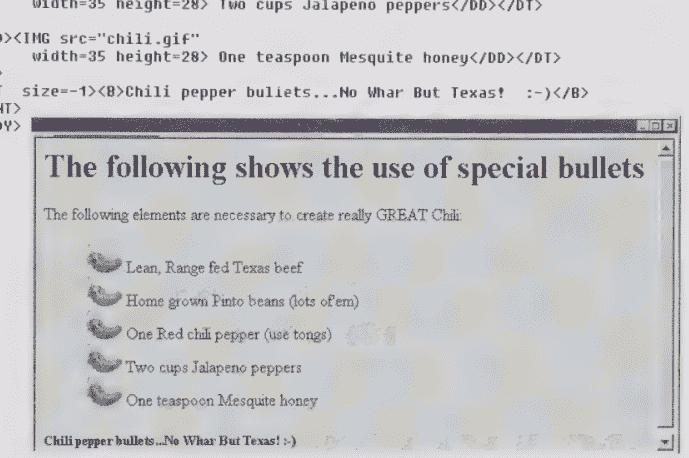 width=35 height=28> Two cups Jalapeno peppers</DD></DT>
><IMG src="chili.gif"
width=35 height=28> One teaspoon Mesquite honey</DD></DT>
>
size=-1><B>Chili pepper bullets...No Whar But Texas!  :-)</B>
NT>
DY>
The following shows the use of special bullets
The following elements are necessary to create really GREAT Chili:
Lean, Range fed Texas beef
Home grown Pinto beans (lots of'em)
One Red chili pepper (use tongs)
Two cups Jalapeno peppers
One teaspoon Mesquite honey
Chili pepper bullets...No Whar But Texas! :-)